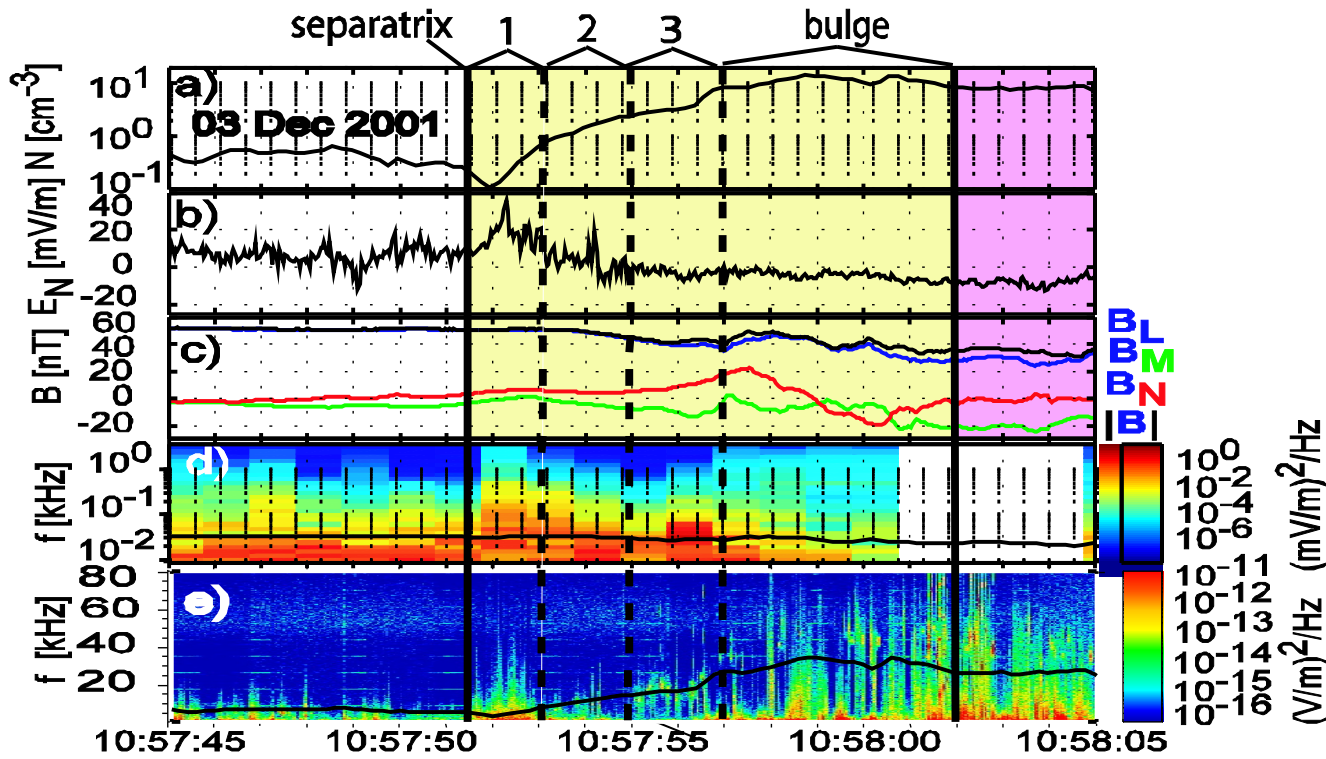 separatrix 1 2 3 bulge
a)
03 Dec 2001
N [cm-3]
10^1
10^0
10^-1
b)
E_N [mV/m]
40
20
0
-20
c)
B [nT]
60
40
20
0
-20
B_L
B_M
B_N
|B|
d)
f [kHz]
10^0
10^-1
10^-2
10^0
10^-2
10^-4
10^-6
(mV/m)^2/Hz
e)
f [kHz]
80
60
40
20
10^-11
10^-12
10^-13
10^-14
10^-15
10^-16
(V/m)^2/Hz
10:57:45 10:57:50 10:57:55 10:58:00 10:58:05